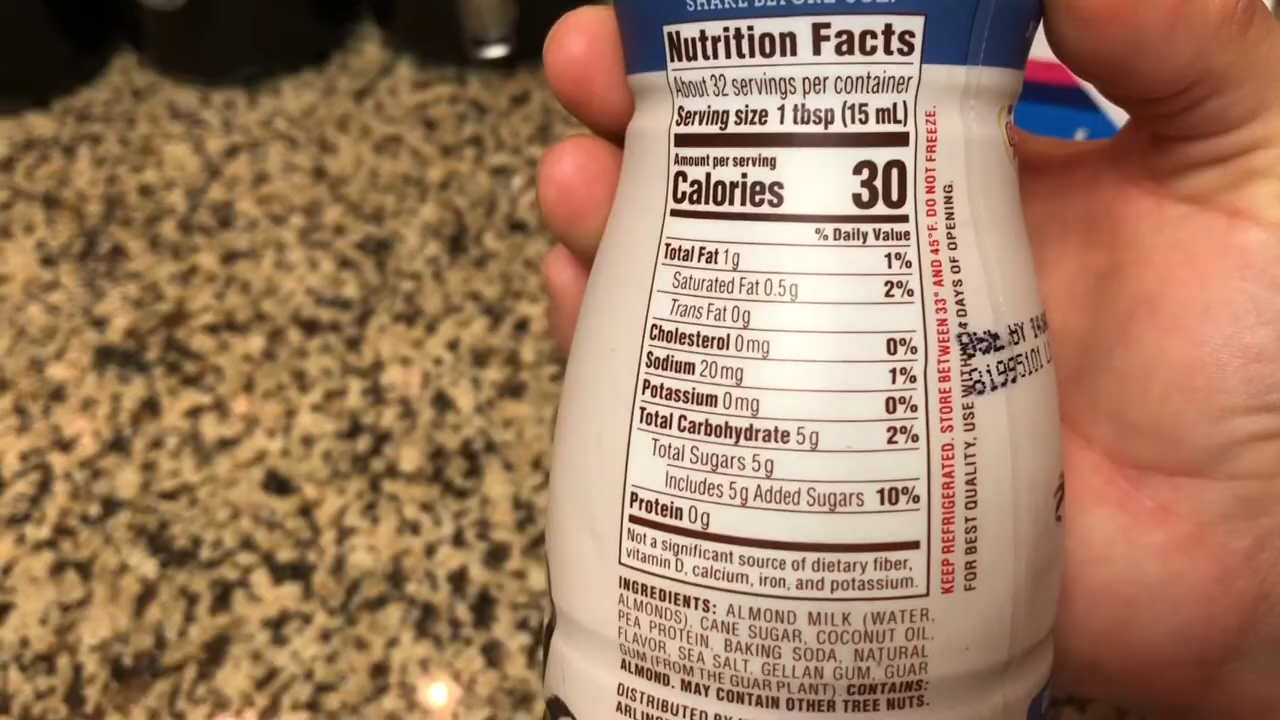 SHAKE BEFORE USE.
Nutrition Facts
About 32 servings per container
Serving size 1 tbsp (15 mL)
Amount per serving
Calories 30
% Daily Value
Total Fat 1g 1%
Saturated Fat 0.5g 2%
Trans Fat 0g
Cholesterol 0mg 0%
Sodium 20mg 1%
Potassium 0mg 0%
Total Carbohydrate 5g 2%
Total Sugars 5g
Includes 5g Added Sugars 10%
Protein 0g
Not a significant source of dietary fiber,
vitamin D, calcium, iron, and potassium.
INGREDIENTS: ALMOND MILK (WATER,
ALMONDS), CANE SUGAR, COCONUT OIL,
PEA PROTEIN, BAKING SODA, NATURAL
FLAVOR, SEA SALT, GELLAN GUM, GUAR
GUM (FROM THE GUAR PLANT). CONTAINS:
ALMOND. MAY CONTAIN OTHER TREE NUTS.
DISTRIBUTED BY
KEEP REFRIGERATED. STORE BETWEEN 33° AND 45°F. DO NOT FREEZE.
FOR BEST QUALITY, USE WITHIN 14 DAYS OF OPENING.
USE BY